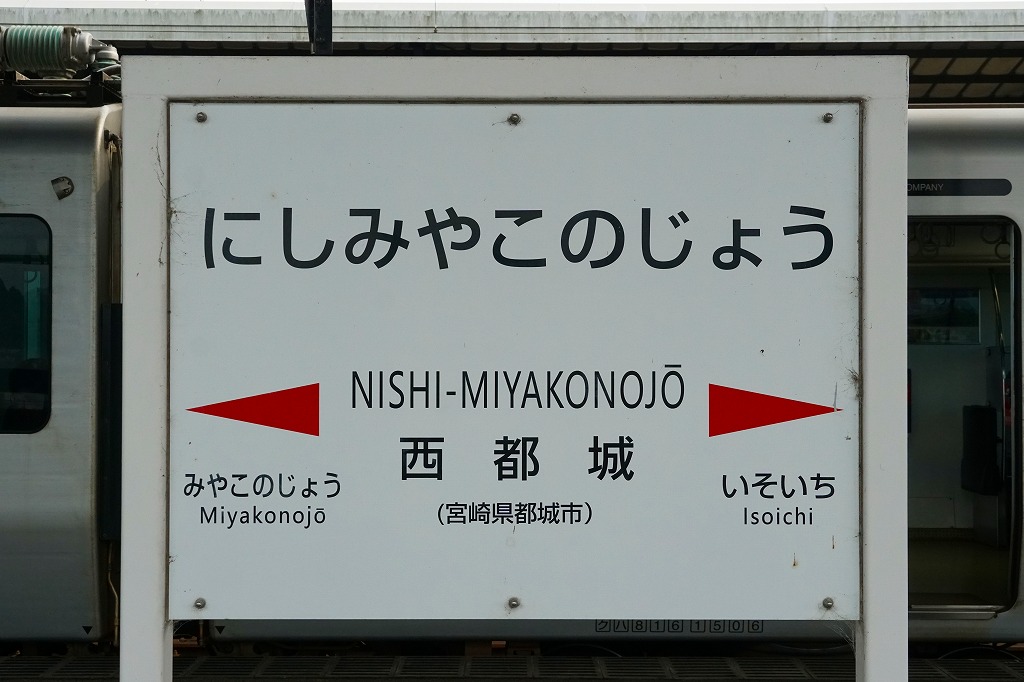 COMPANY
にしみやこのじょう
NISHI-MIYAKONOJŌ
西都城
(宮崎県都城市)
みやこのじょう
Miyakonojō
いそいち
Isoichi
クハ816 1506